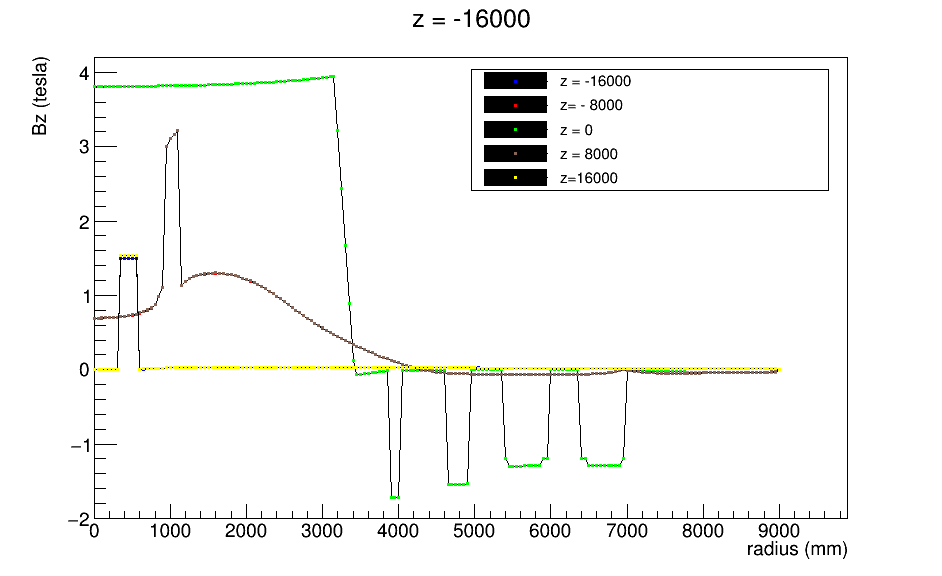 z = -16000
Bz (tesla)
4
3
2
1
0
−1
−2
z = -16000
z= - 8000
z = 0
z = 8000
z=16000
0 1000 2000 3000 4000 5000 6000 7000 8000 9000
radius (mm)